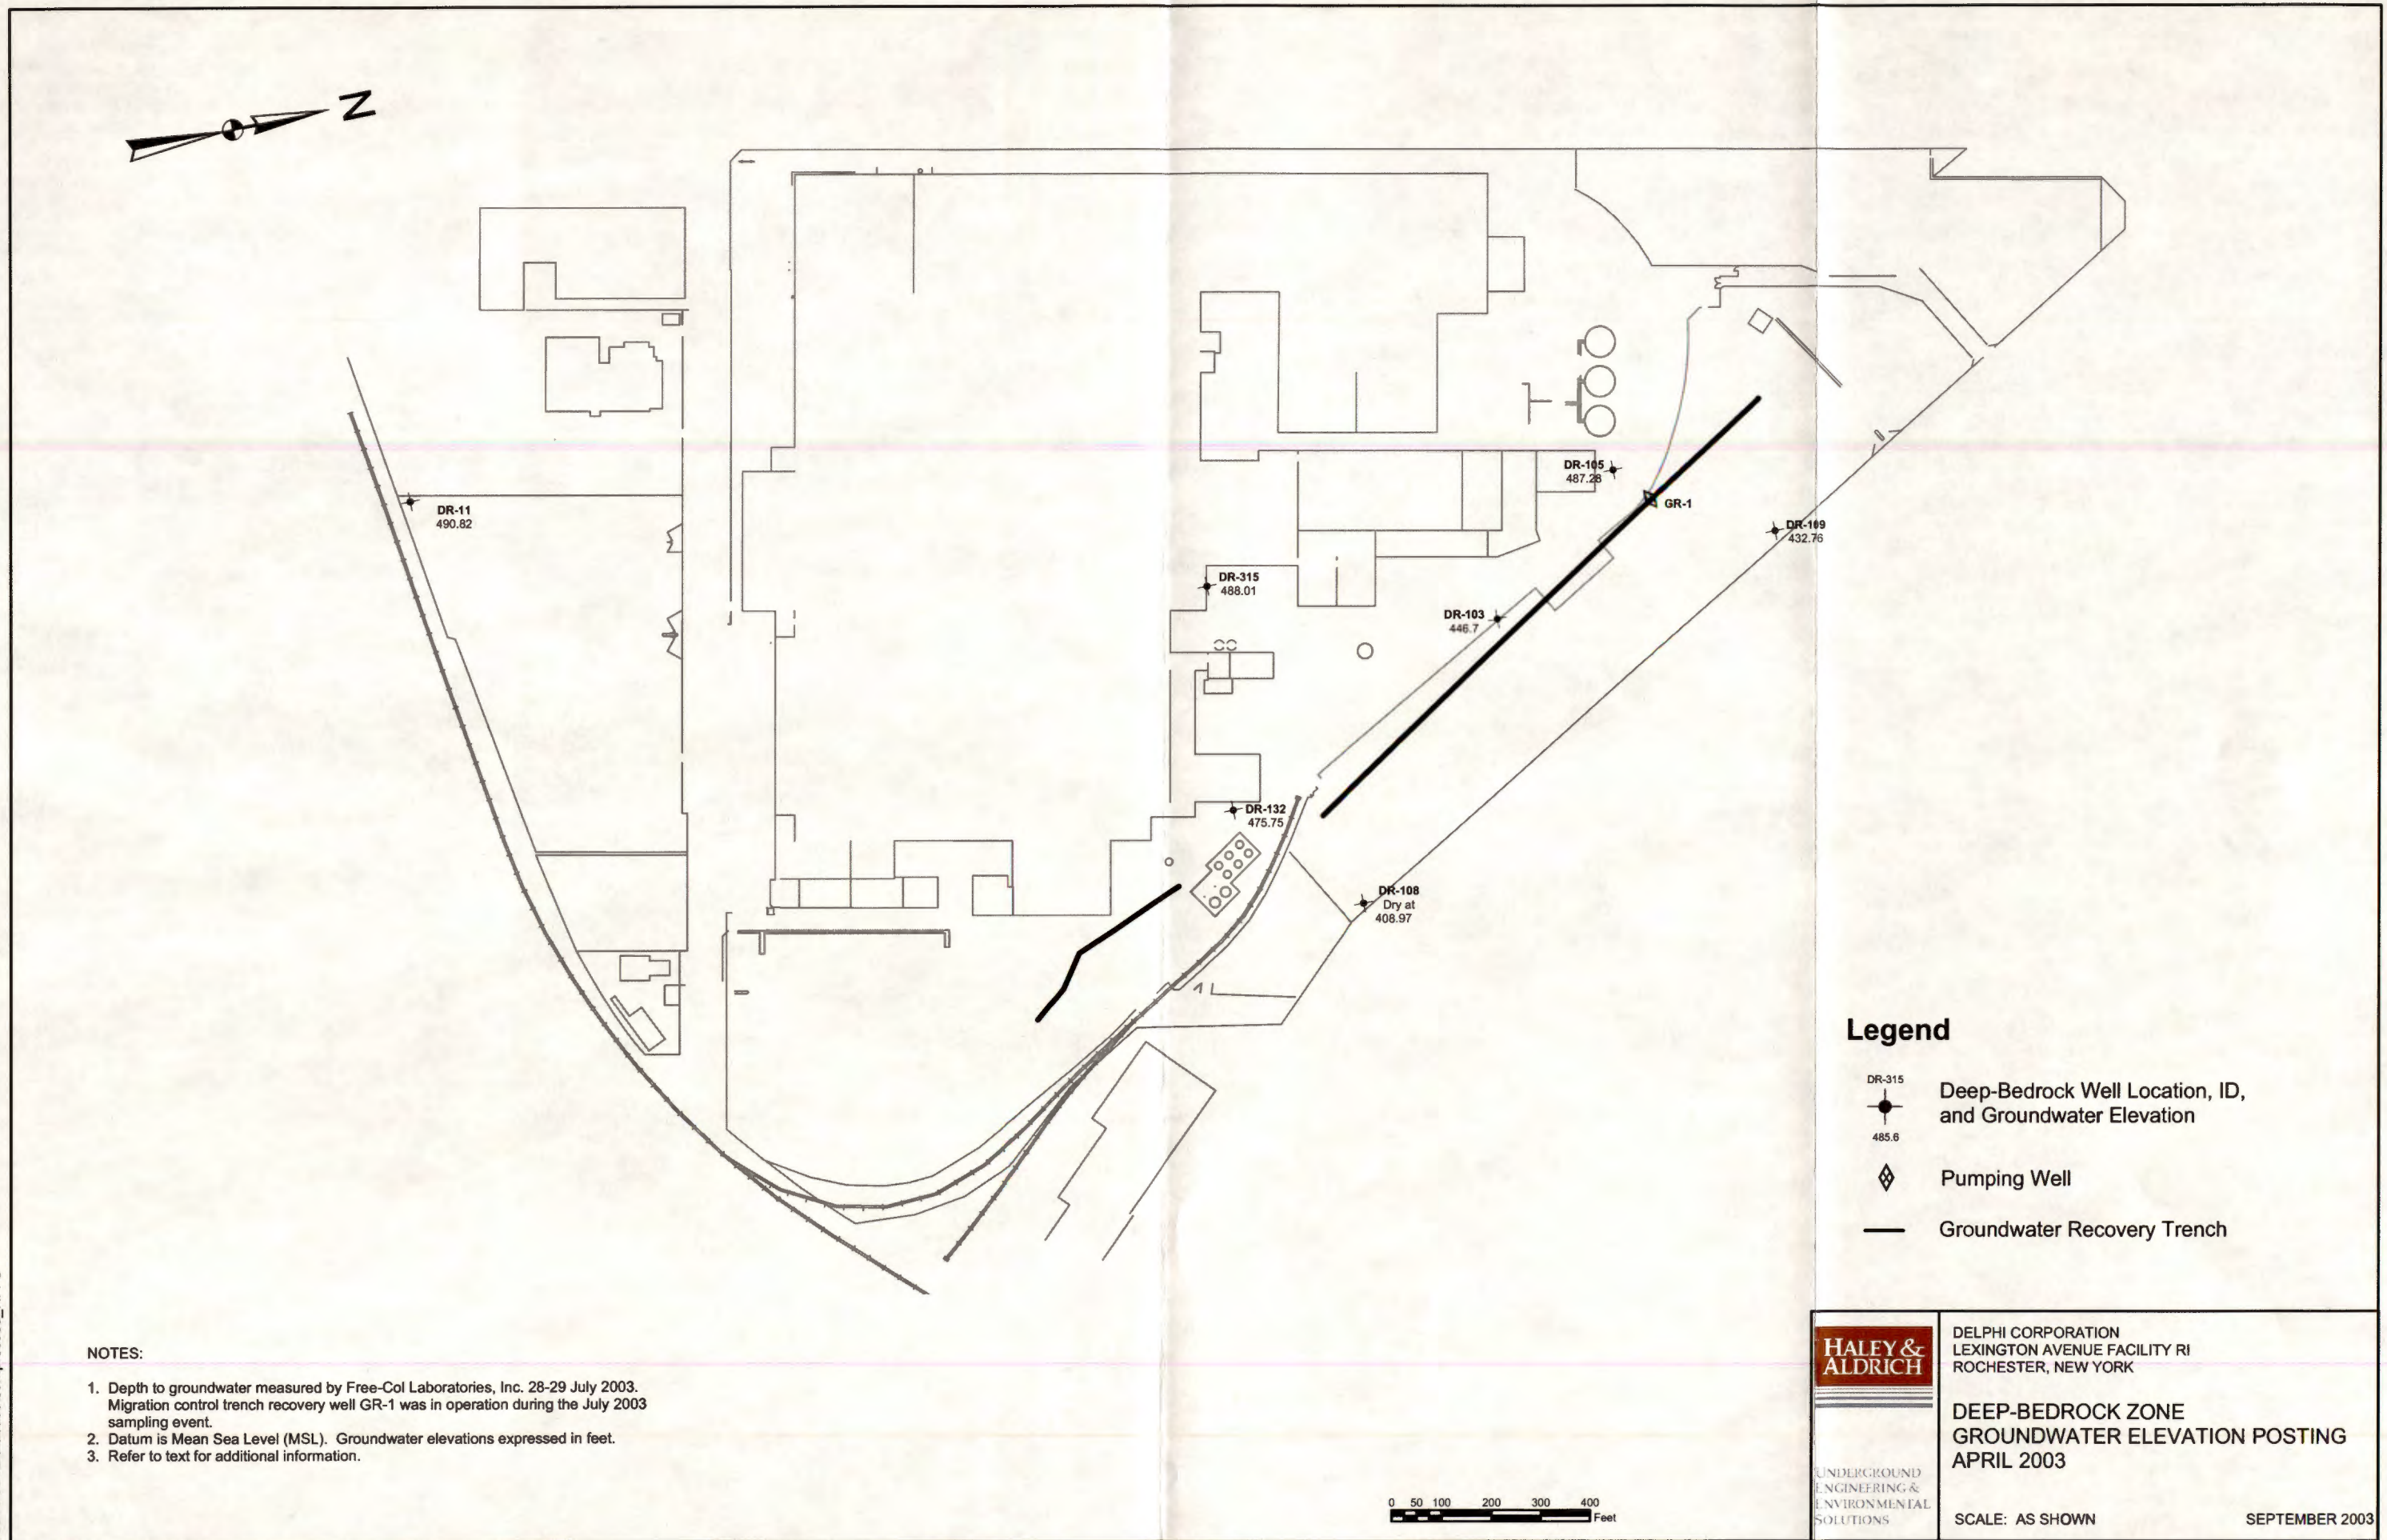 N
DR-11
490.82
DR-105
487.28
GR-1
DR-109
432.76
DR-315
488.01
DR-103
446.7
DR-132
475.75
DR-108
Dry at
408.97
Legend
DR-315
485.6
Deep-Bedrock Well Location, ID,
and Groundwater Elevation
Pumping Well
Groundwater Recovery Trench
NOTES:
1. Depth to groundwater measured by Free-Col Laboratories, Inc. 28-29 July 2003.
Migration control trench recovery well GR-1 was in operation during the July 2003
sampling event.
2. Datum is Mean Sea Level (MSL). Groundwater elevations expressed in feet.
3. Refer to text for additional information.
0 50 100 200 300 400
Feet
HALEY &
ALDRICH
UNDERGROUND
ENGINEERING &
ENVIRONMENTAL
SOLUTIONS
DELPHI CORPORATION
LEXINGTON AVENUE FACILITY RI
ROCHESTER, NEW YORK
DEEP-BEDROCK ZONE
GROUNDWATER ELEVATION POSTING
APRIL 2003
SCALE: AS SHOWN SEPTEMBER 2003